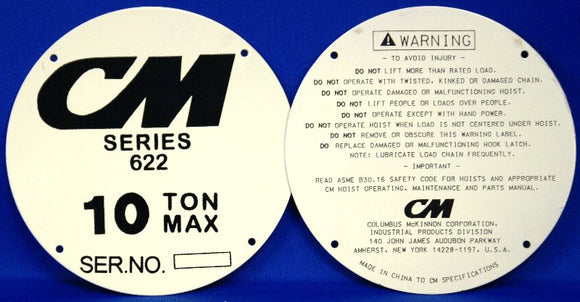 CM
SERIES
622
10 TON
MAX
SER.NO.
⚠ WARNING
- TO AVOID INJURY -
DO NOT LIFT MORE THAN RATED LOAD.
DO NOT OPERATE WITH TWISTED, KINKED OR DAMAGED CHAIN.
DO NOT OPERATE DAMAGED OR MALFUNCTIONING HOIST.
DO NOT LIFT PEOPLE OR LOADS OVER PEOPLE.
DO NOT OPERATE EXCEPT WITH HAND POWER.
DO NOT OPERATE HOIST WHEN LOAD IS NOT CENTERED UNDER HOIST.
DO NOT REMOVE OR OBSCURE THIS WARNING LABEL.
DO REPLACE DAMAGED OR MALFUNCTIONING HOOK LATCH.
NOTE: LUBRICATE LOAD CHAIN FREQUENTLY.
- IMPORTANT -
READ ASME B30.16 SAFETY CODE FOR HOISTS AND APPROPRIATE
CM HOIST OPERATING, MAINTENANCE AND PARTS MANUAL.
CM
COLUMBUS McKINNON CORPORATION.
INDUSTRIAL PRODUCTS DIVISION
140 JOHN JAMES AUDUBON PARKWAY
AMHERST, NEW YORK 14228-1197, U.S.A.
MADE IN CHINA TO CM SPECIFICATIONS